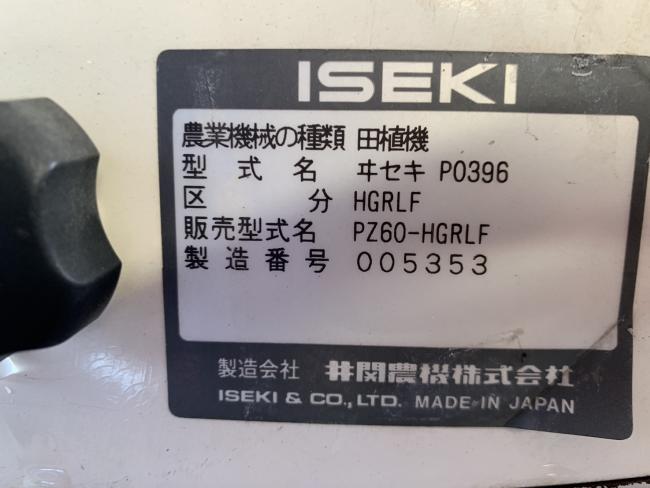 ISEKI
農業機械の種類 田植機
型式名 ヰセキ P0396
区分 HGRLF
販売型式名 PZ60-HGRLF
製造番号 005353
製造会社 井関農機株式会社
ISEKI & CO., LTD. MADE IN JAPAN